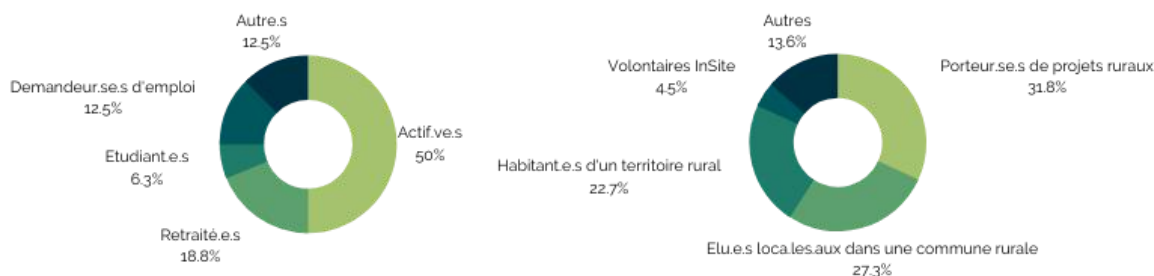 Autre.s
12.5%
Demandeur.se.s d'emploi
12.5%
Etudiant.e.s
6.3%
Retraité.e.s
18.8%
Actif.ve.s
50%
Autres
13.6%
Volontaires InSite
4.5%
Porteur.se.s de projets ruraux
31.8%
Habitant.e.s d'un territoire rural
22.7%
Elu.e.s loca.les.aux dans une commune rurale
27.3%